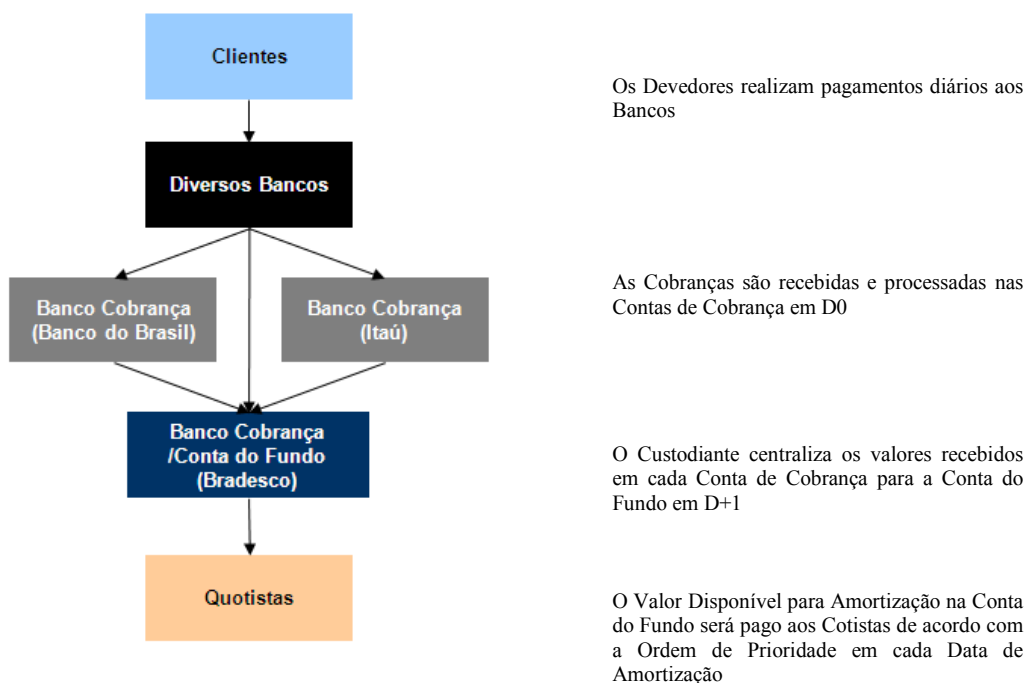 Clientes
Os Devedores realizam pagamentos diários aos
Bancos
Diversos Bancos
Banco Cobrança
(Banco do Brasil)
Banco Cobrança
(Itaú)
As Cobranças são recebidas e processadas nas
Contas de Cobrança em D0
Banco Cobrança
/Conta do Fundo
(Bradesco)
O Custodiante centraliza os valores recebidos
em cada Conta de Cobrança para a Conta do
Fundo em D+1
Quotistas
O Valor Disponível para Amortização na Conta
do Fundo será pago aos Cotistas de acordo com
a Ordem de Prioridade em cada Data de
Amortização